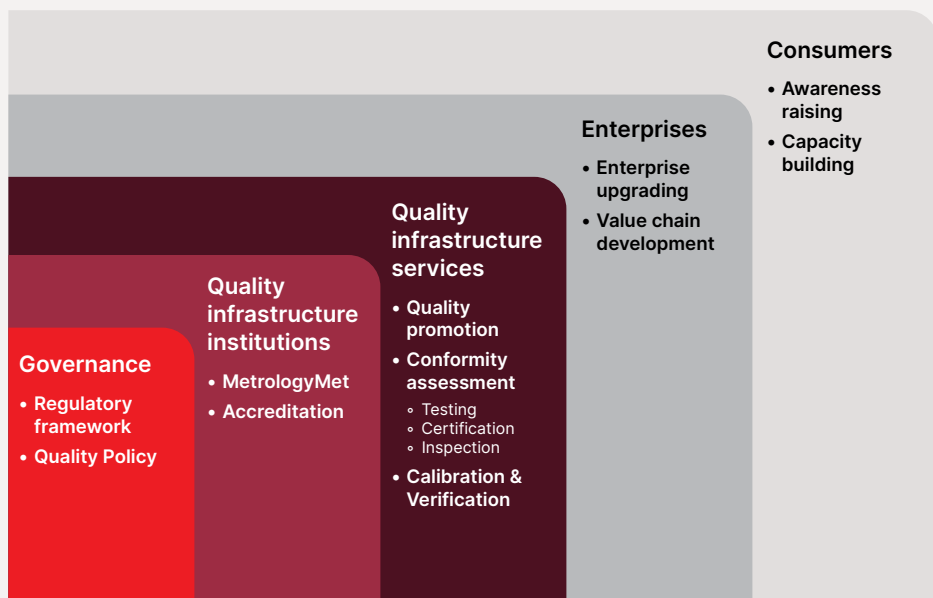 Governance
• Regulatory
framework
• Quality Policy
Quality
infrastructure
institutions
• MetrologyMet
• Accreditation
Quality
infrastructure
services
• Quality
promotion
• Conformity
assessment
∘ Testing
∘ Certification
∘ Inspection
• Calibration &
Verification
Enterprises
• Enterprise
upgrading
• Value chain
development
Consumers
• Awareness
raising
• Capacity
building